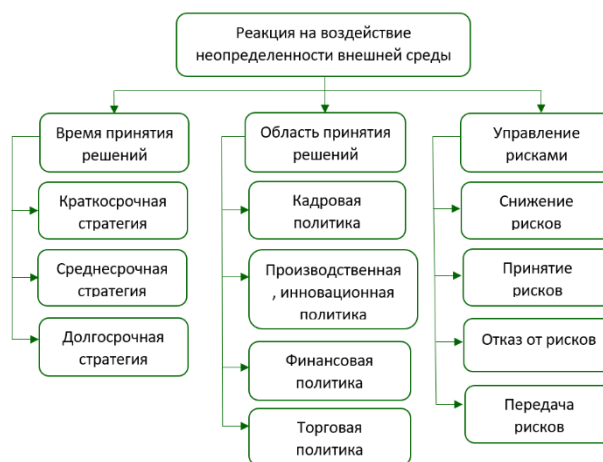 Реакция на воздействие
неопределенности внешней среды
Время принятия
решений
Краткосрочная
стратегия
Среднесрочная
стратегия
Долгосрочная
стратегия
Область принятия
решений
Кадровая
политика
Производственная
, инновационная
политика
Финансовая
политика
Торговая
политика
Управление
рисками
Снижение
рисков
Принятие
рисков
Отказ от рисков
Передача
рисков